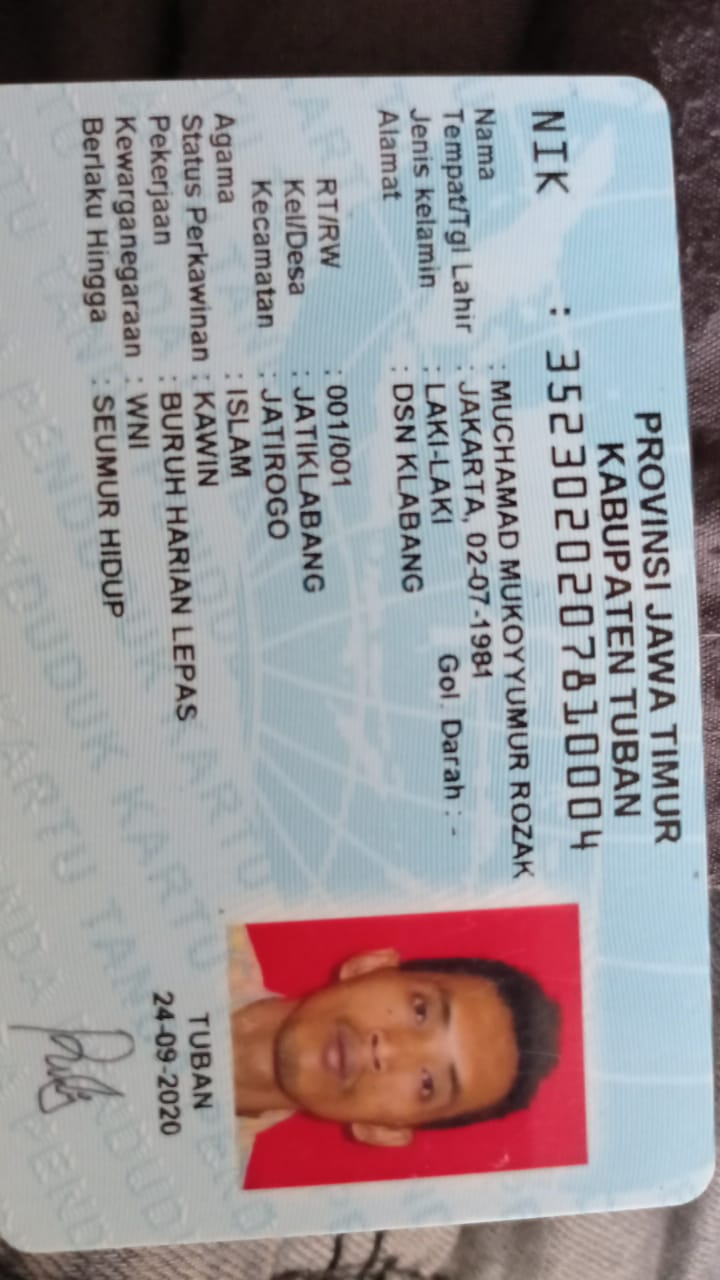 PROVINSI JAWA TIMUR
KABUPATEN TUBAN
NIK : 3523020207810004
Nama : MUCHAMAD MUKOYYUMUR ROZAK
Tempat/Tgl Lahir : JAKARTA, 02-07-1981
Jenis kelamin : LAKI-LAKI Gol. Darah : -
Alamat : DSN KLABANG
RT/RW : 001/001
Kel/Desa : JATIKLABANG
Kecamatan : JATIROGO
Agama : ISLAM
Status Perkawinan : KAWIN
Pekerjaan : BURUH HARIAN LEPAS
Kewarganegaraan : WNI
Berlaku Hingga : SEUMUR HIDUP
TUBAN
24-09-2020